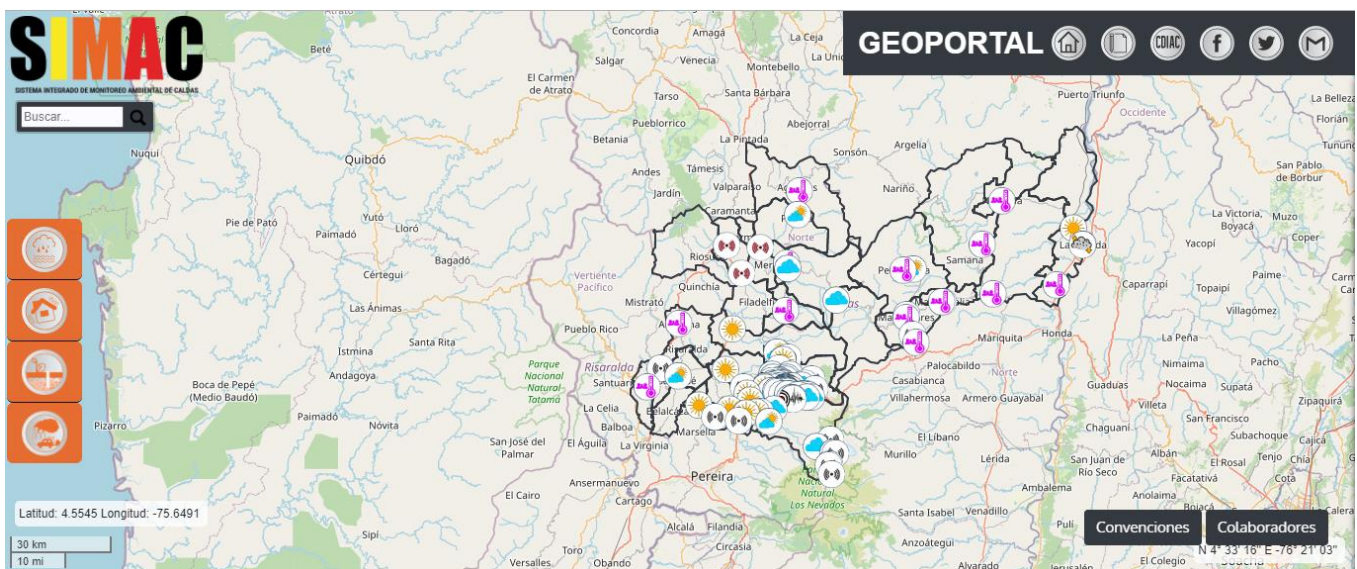 SIMAC
SISTEMA INTEGRADO DE MONITOREO AMBIENTAL DE CALDAS
Buscar...
GEOPORTAL
CDIAC
Concordia
Amagá
La Ceja
Beté
Salgar
Venecia
Montebello
El Carmen
de Atrato
Tarso
Santa Bárbara
Puerto Triunfo
La Belleza
Occidente
Florián
Pueblorrico
Abejorral
Betania
La Pintada
Sonsón
Argelia
Nuquí
Quibdó
Andes
Támesis
San Pablo
de Borbur
Jardín
Valparaíso
Nariño
Pie de Pató
Yutó
Lloró
Paimadó
La Victoria,
Boyacá
Muzo
Norte
Yacopí
Coper
Bagadó
Samana
Cértegui
Vertiente
Pacífico
Quinchía
Caparrapí
Topaipí
Paime
Mistrató
Las Ánimas
Villagómez
Pueblo Rico
Honda
Istmina
Santa Rita
Mariquita
La Peña
Risaralda
Parque
Nacional
Natural
Tatamá
Risaralda
Palocabildo
Norte
Nimaima
Pacho
Andagoya
Boca de Pepé
(Medio Baudó)
Casabianca
Guaduas
Nocaima
Supatá
Villahermosa
Armero Guayabal
Villeta
Zipaquirá
Paimadó
La Celia
San Francisco
Pizarro
Nóvita
Balboa
Marsella
Chaguaní
Subachoque
Cajicá
San José del
Palmar
El Águila
La Virginia
El Líbano
Murillo
Lérida
San Juan de
Río Seco
Albán
El Rosal
Tenjo
Chía
Pereira
Facatativá
Cota
Ansermanuevo
Natural
Los Nevados
Ambalema
El Cairo
Cartago
Anolaima
Latitud: 4.5545 Longitud: -75.6491
Santa Isabel
Venadillo
Sipí
Alcalá
Filandia
Pulí
Convenciones
Colaboradores
30 km
10 mi
Toro
Circasia
Anzoátegui
N 4° 33' 16" E -76° 21' 03"
Versalles
Obando
Alvarado
Jerusalén
El Colegio